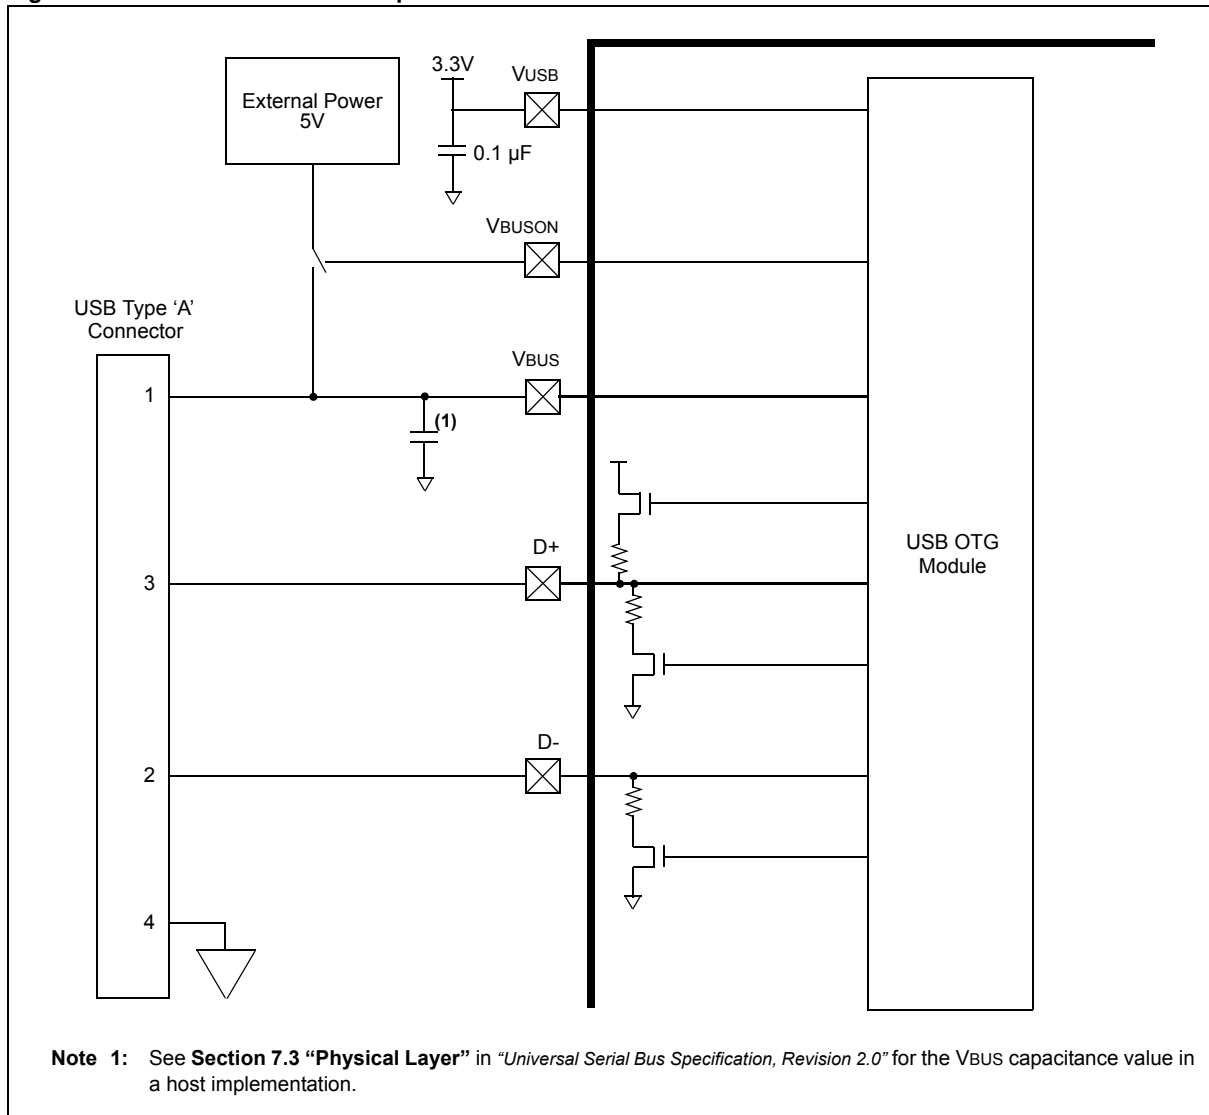 External Power
5V
3.3V
VUSB
0.1 µF
VBUSON
USB Type ‘A’
Connector
1
VBUS
(1)
D+
3
USB OTG
Module
D-
2
4
Note 1: See Section 7.3 “Physical Layer” in “Universal Serial Bus Specification, Revision 2.0” for the VBUS capacitance value in
a host implementation.